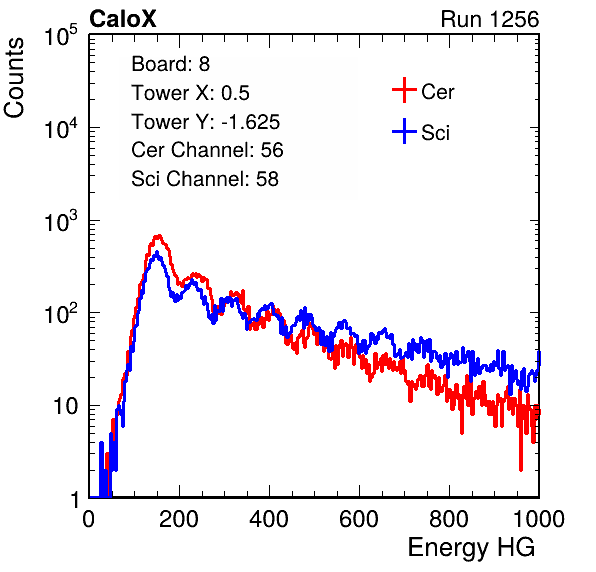 CaloX Run 1256
Counts
10^5
10^4
10^3
10^2
10
1
Board: 8
Tower X: 0.5
Tower Y: -1.625
Cer Channel: 56
Sci Channel: 58
Cer
Sci
0 200 400 600 800 1000
Energy HG